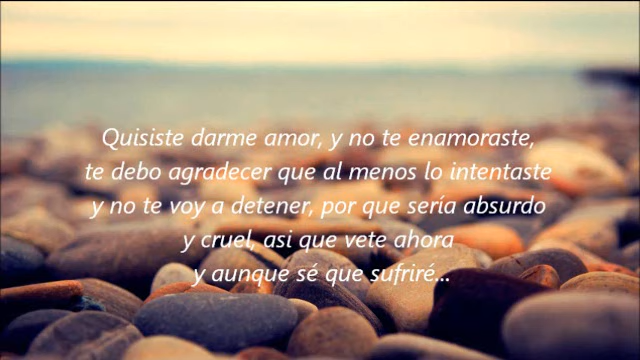 Quisiste darme amor, y no te enamoraste,
te debo agradecer que al menos lo intentaste
y no te voy a detener, por que sería absurdo
y cruel, asi que vete ahora
y aunque sé que sufriré...